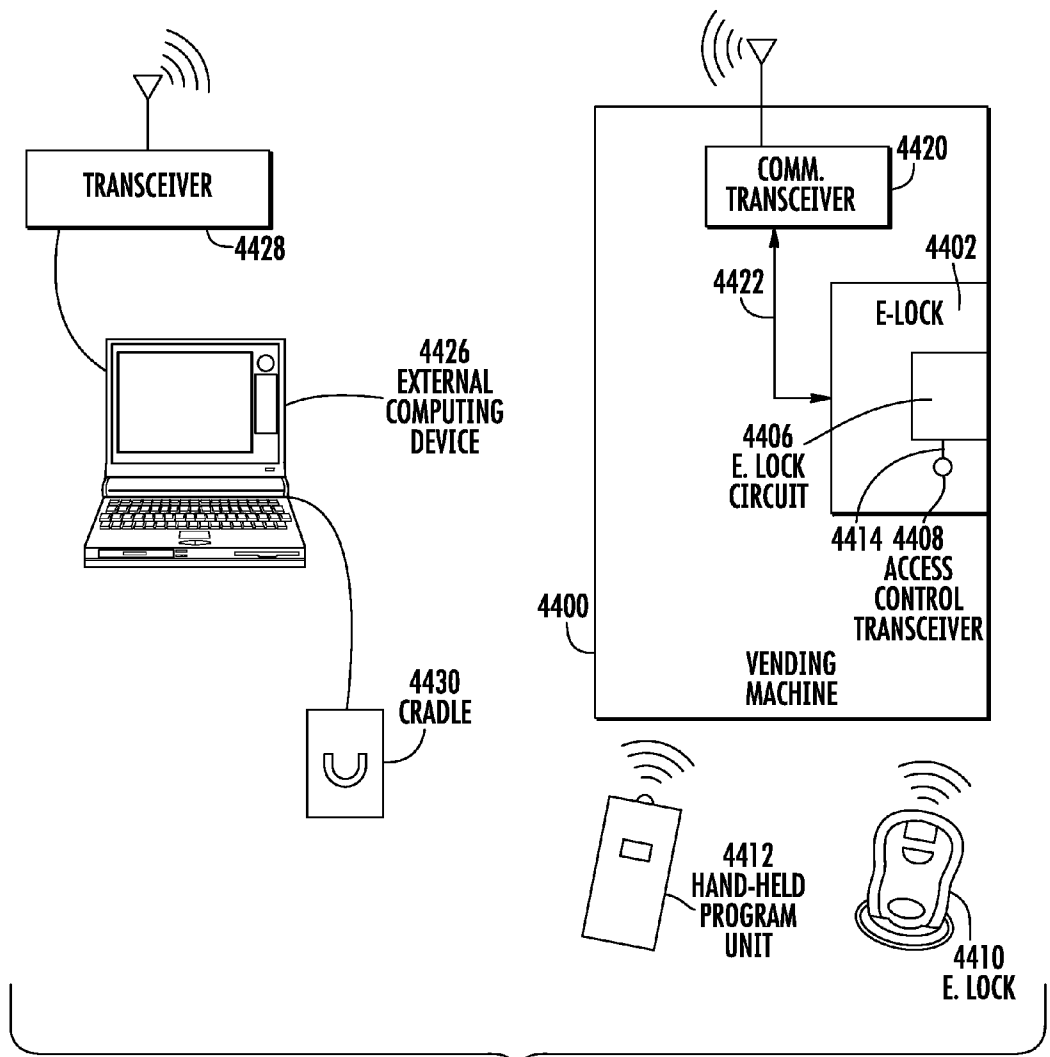 TRANSCEIVER
4428
4426
EXTERNAL
COMPUTING
DEVICE
4430
CRADLE
COMM.
TRANSCEIVER
4420
4422
4402
E-LOCK
4406
E. LOCK
CIRCUIT
4414 4408
ACCESS
CONTROL
TRANSCEIVER
4400
VENDING
MACHINE
4412
HAND-HELD
PROGRAM
UNIT
4410
E. LOCK